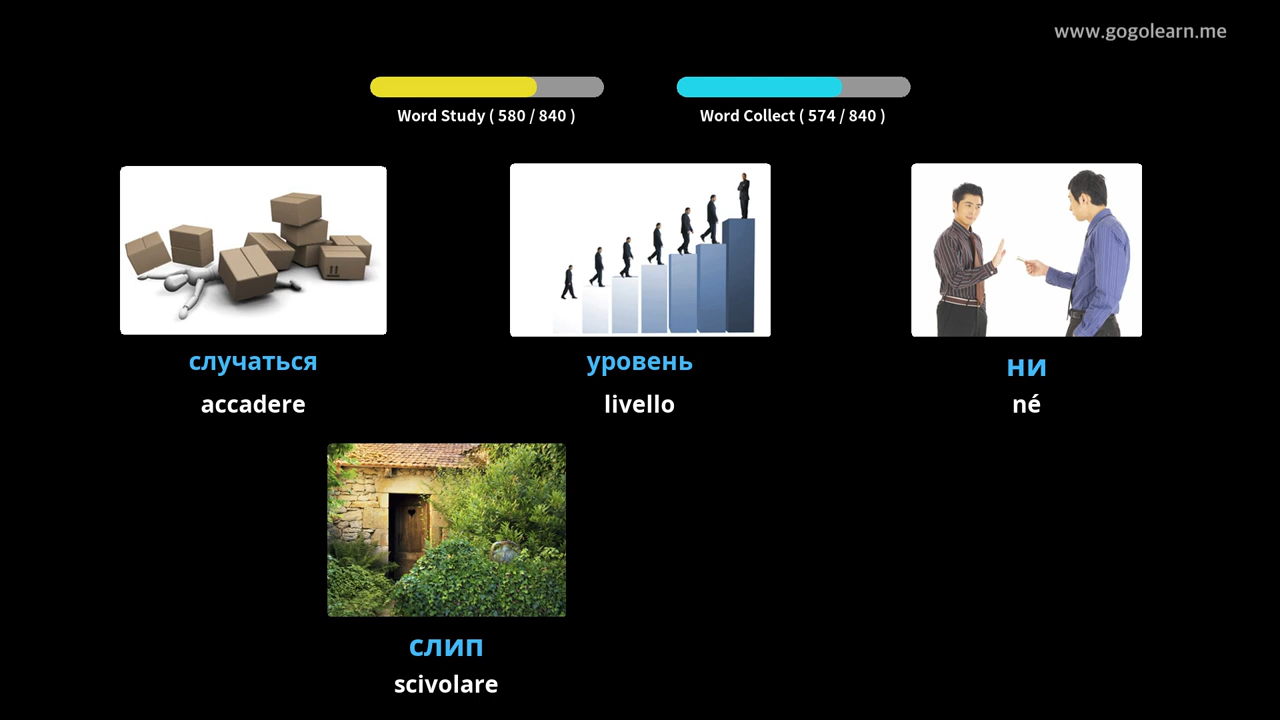 www.gogolearn.me
Word Study ( 580 / 840 )
Word Collect ( 574 / 840 )
случаться
уровень
ни
accadere
livello
né
слип
scivolare